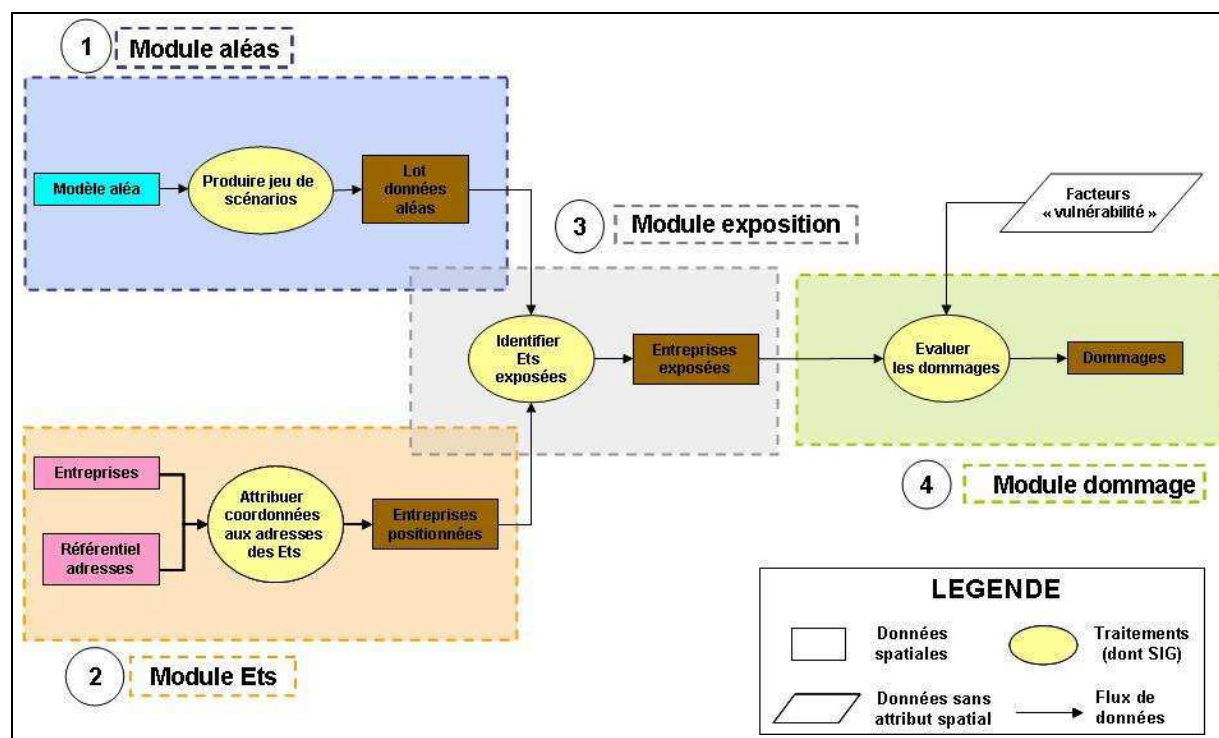 1
Module aléas
Modèle aléa
Produire jeu de
scénarios
Lot
données
aléas
3
Module exposition
Facteurs
« vulnérabilité »
Identifier
Ets
exposées
Entreprises
exposées
Evaluer
les dommages
Dommages
Entreprises
Référentiel
adresses
Attribuer
coordonnées
aux adresses
des Ets
Entreprises
positionnées
4
Module dommage
2
Module Ets
LEGENDE
Données
spatiales
Traitements
(dont SIG)
Données sans
attribut spatial
Flux de
données